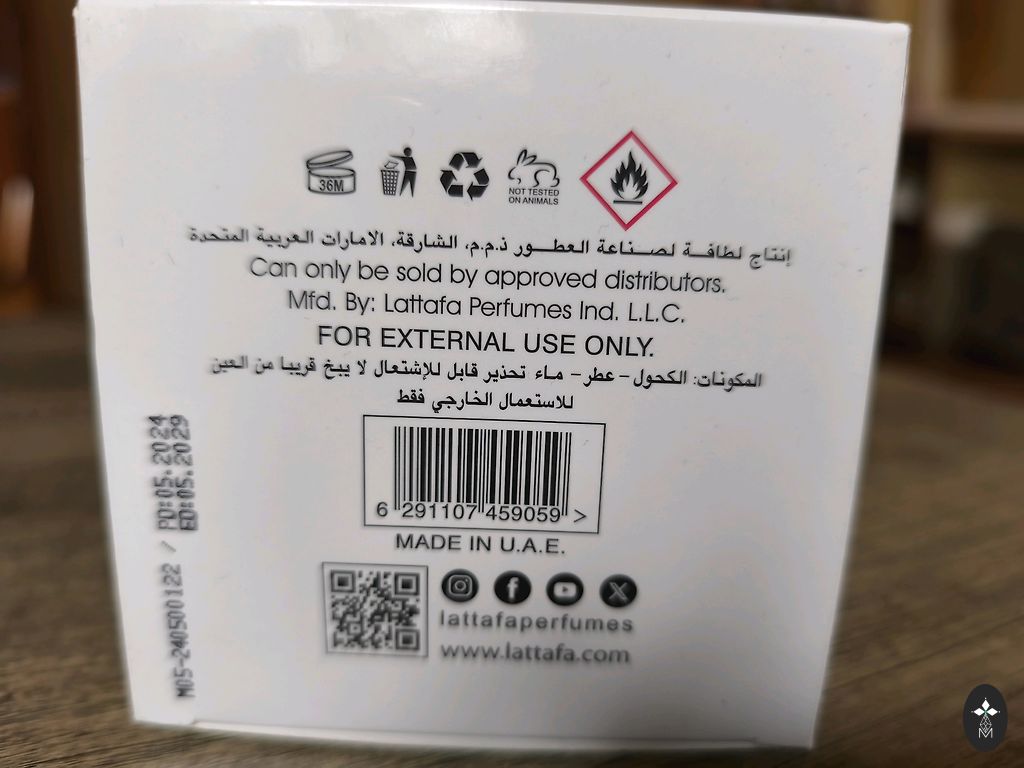 36M
NOT TESTED
ON ANIMALS
إنتاج لطافة لصناعة العطور ذ.م.م، الشارقة، الامارات العربية المتحدة
Can only be sold by approved distributors.
Mfd. By: Lattafa Perfumes Ind. L.L.C.
FOR EXTERNAL USE ONLY.
المكونات: الكحول – عطر – ماء تحذير قابل للإشتعال لا يبخ قريبا من العين
للاستعمال الخارجي فقط
6 291107 459059 >
MADE IN U.A.E.
lattafaperfumes
www.lattafa.com
M05-240500122 / PD:05.2024
ED:05.2029
M